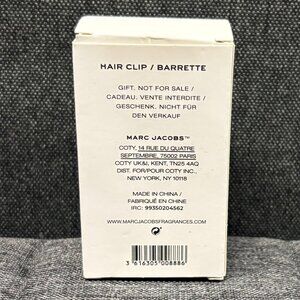 HAIR CLIP / BARRETTE
GIFT. NOT FOR SALE /
CADEAU. VENTE INTERDITE /
GESCHENK. NICHT FÜR
DEN VERKAUF
MARC JACOBS™
COTY, 14 RUE DU QUATRE
SEPTEMBRE, 75002 PARIS
COTY UK&I, KENT, TN25 4AQ
DIST. FOR/POUR COTY INC.,
NEW YORK, NY 10118
MADE IN CHINA /
FABRIQUÉ EN CHINE
IRC: 99350204562
WWW.MARCJACOBSFRAGRANCES.COM
3 616305 008886